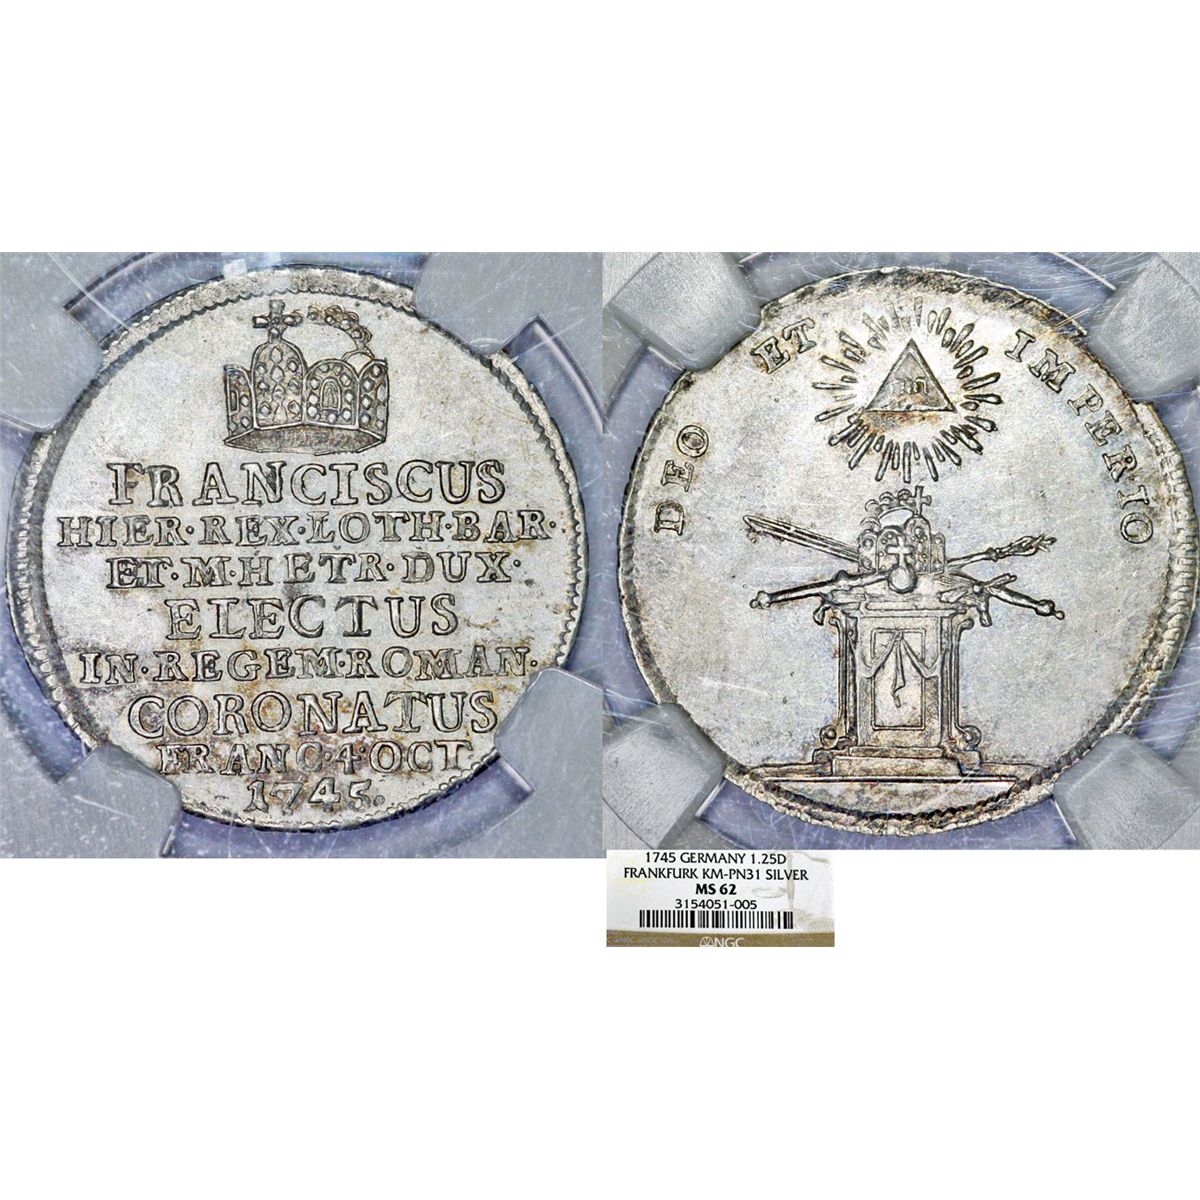 FRANCISCUS
HIER·REX·LOTH·BAR·
ET·M·HETR·DUX·
ELECTUS
IN·REGEM·ROMAN·
CORONATUS
FRANC·4·OCT
1745.
DEO ET IMPERIO
1745 GERMANY 1.25D
FRANKFURK KM-PN31 SILVER
MS 62
3154051-005
NGC